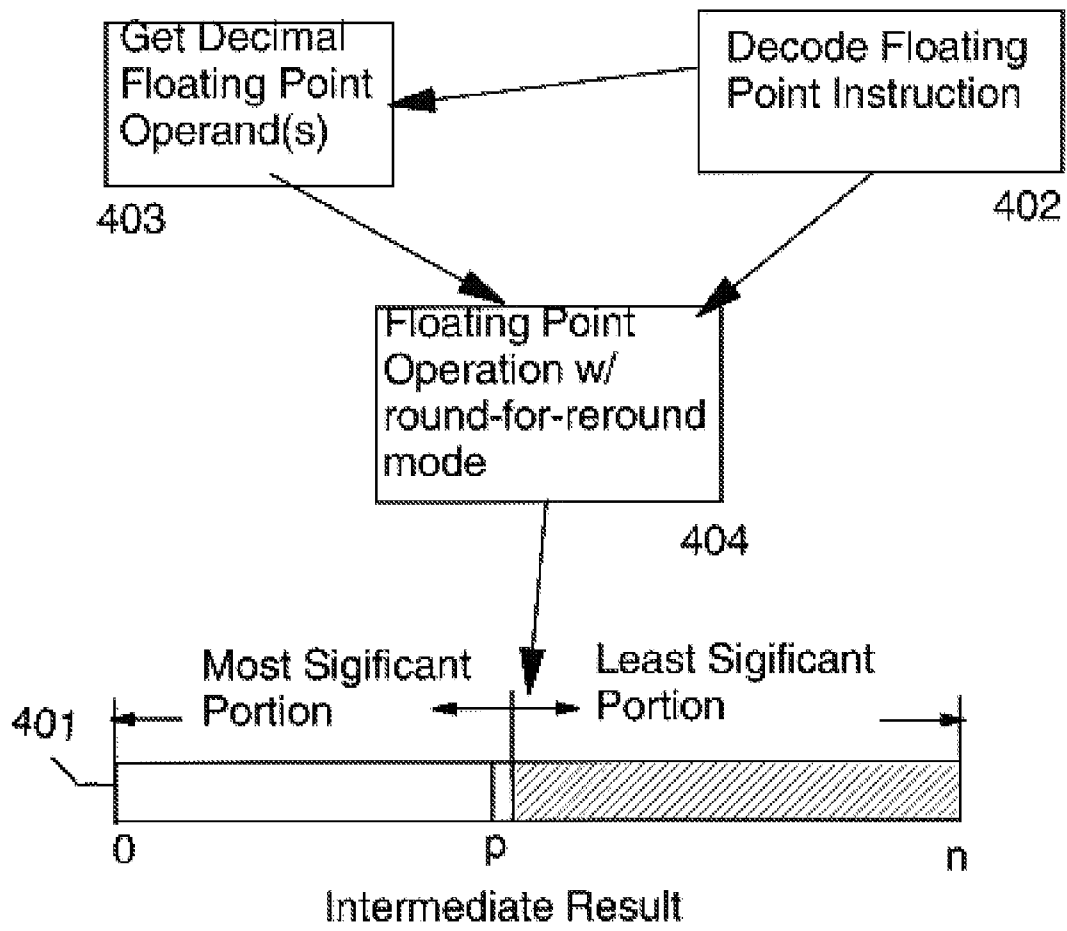 Get Decimal
Floating Point
Operand(s)
403
Decode Floating
Point Instruction
402
Floating Point
Operation w/
round-for-reround
mode
404
Most Sigificant
Portion
Least Sigificant
Portion
401
0
p
n
Intermediate Result